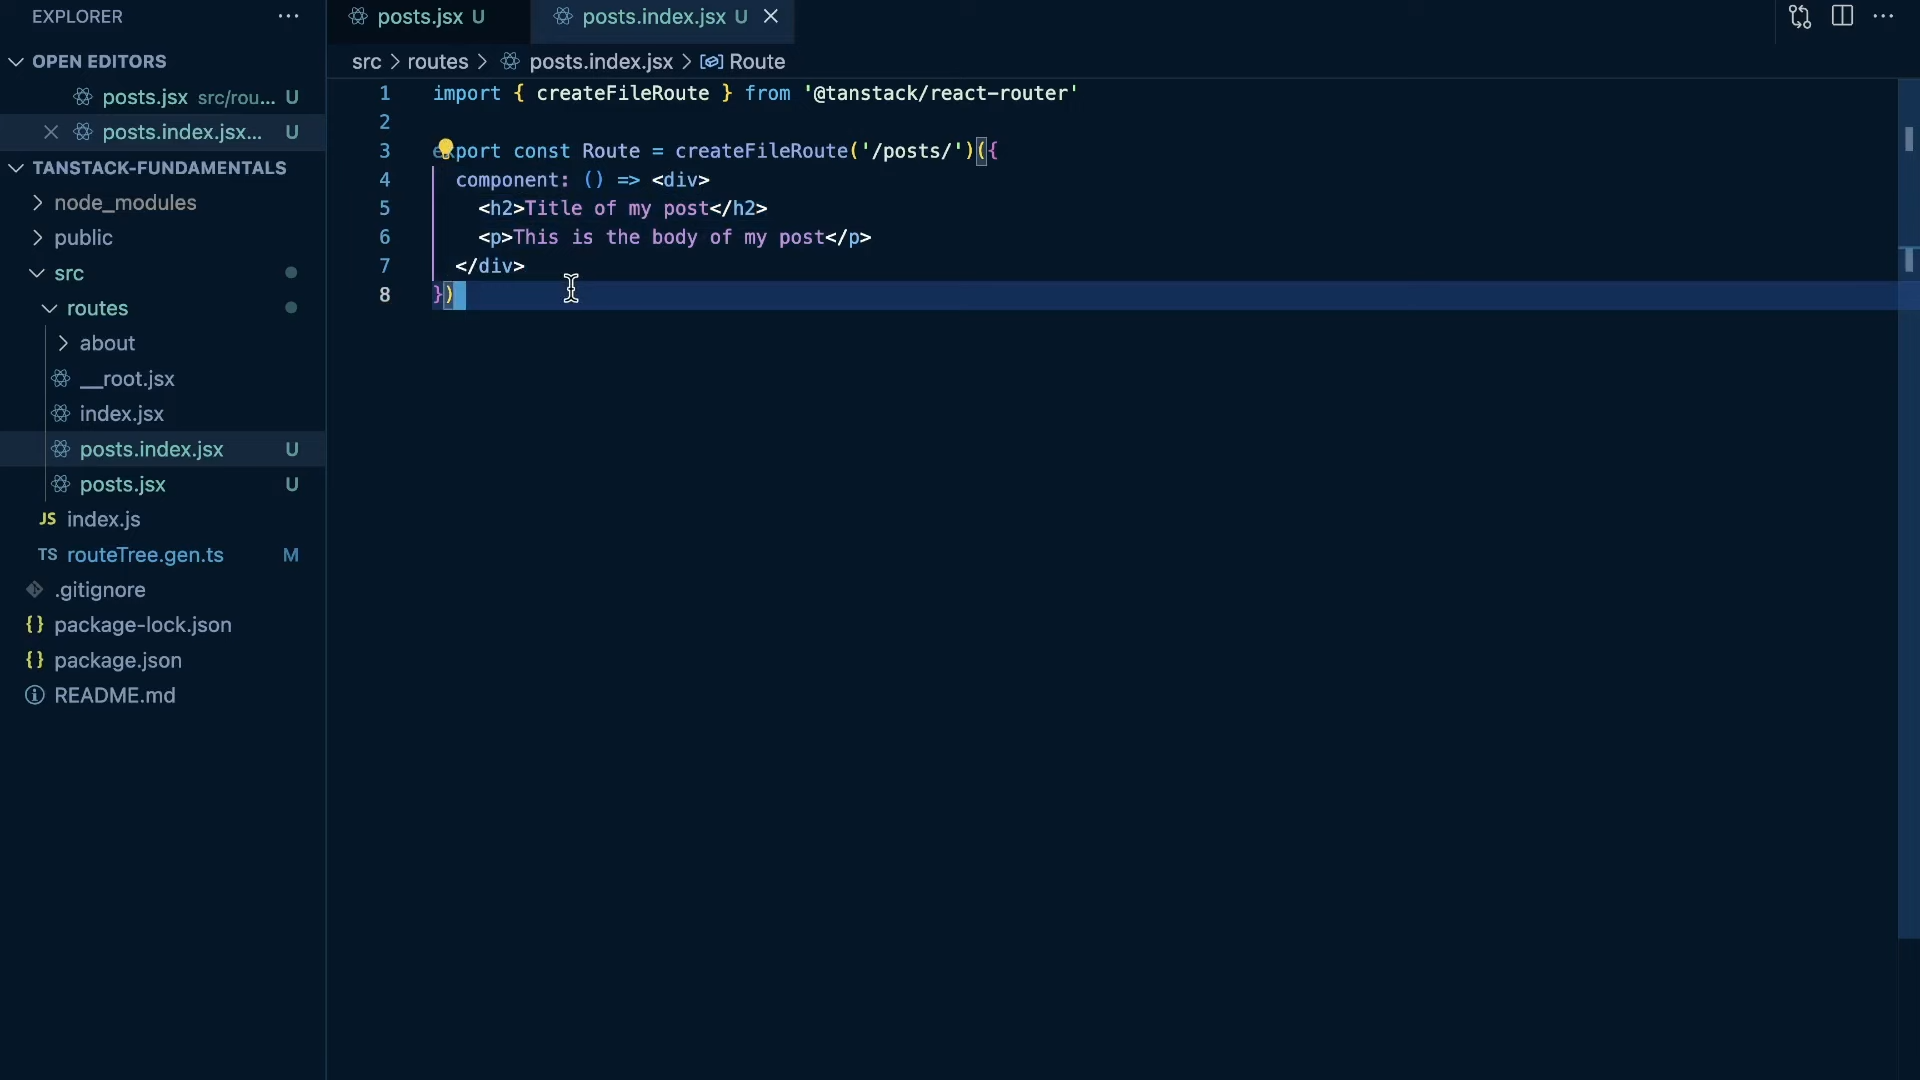 EXPLORER
OPEN EDITORS
posts.jsx src/rou... U
posts.index.jsx... U
TANSTACK-FUNDAMENTALS
node_modules
public
src
routes
about
__root.jsx
index.jsx
posts.index.jsx U
posts.jsx U
JS index.js
TS routeTree.gen.ts M
.gitignore
{} package-lock.json
{} package.json
README.md
posts.jsx U
posts.index.jsx U
src > routes > posts.index.jsx > Route
1 import { createFileRoute } from '@tanstack/react-router'
2
3 export const Route = createFileRoute('/posts/')({
4 component: () => <div>
5 <h2>Title of my post</h2>
6 <p>This is the body of my post</p>
7 </div>
8 })